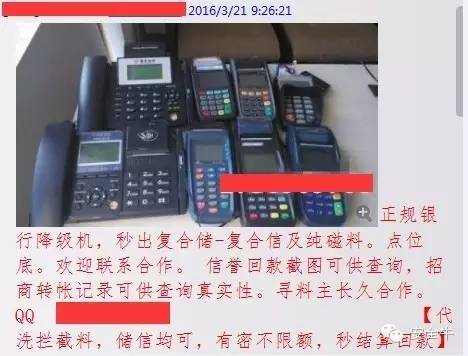 2016/3/21 9:26:21
正规银
行降级机，秒出复合储-复合信及纯磁料。点位
底。欢迎联系合作。 信誉回款截图可供查询，招
商转帐记录可供查询真实性。寻料主长久合作。
QQ 【代
洗拦截料，储信均可，有密不限额，秒结算回款】
安全牛